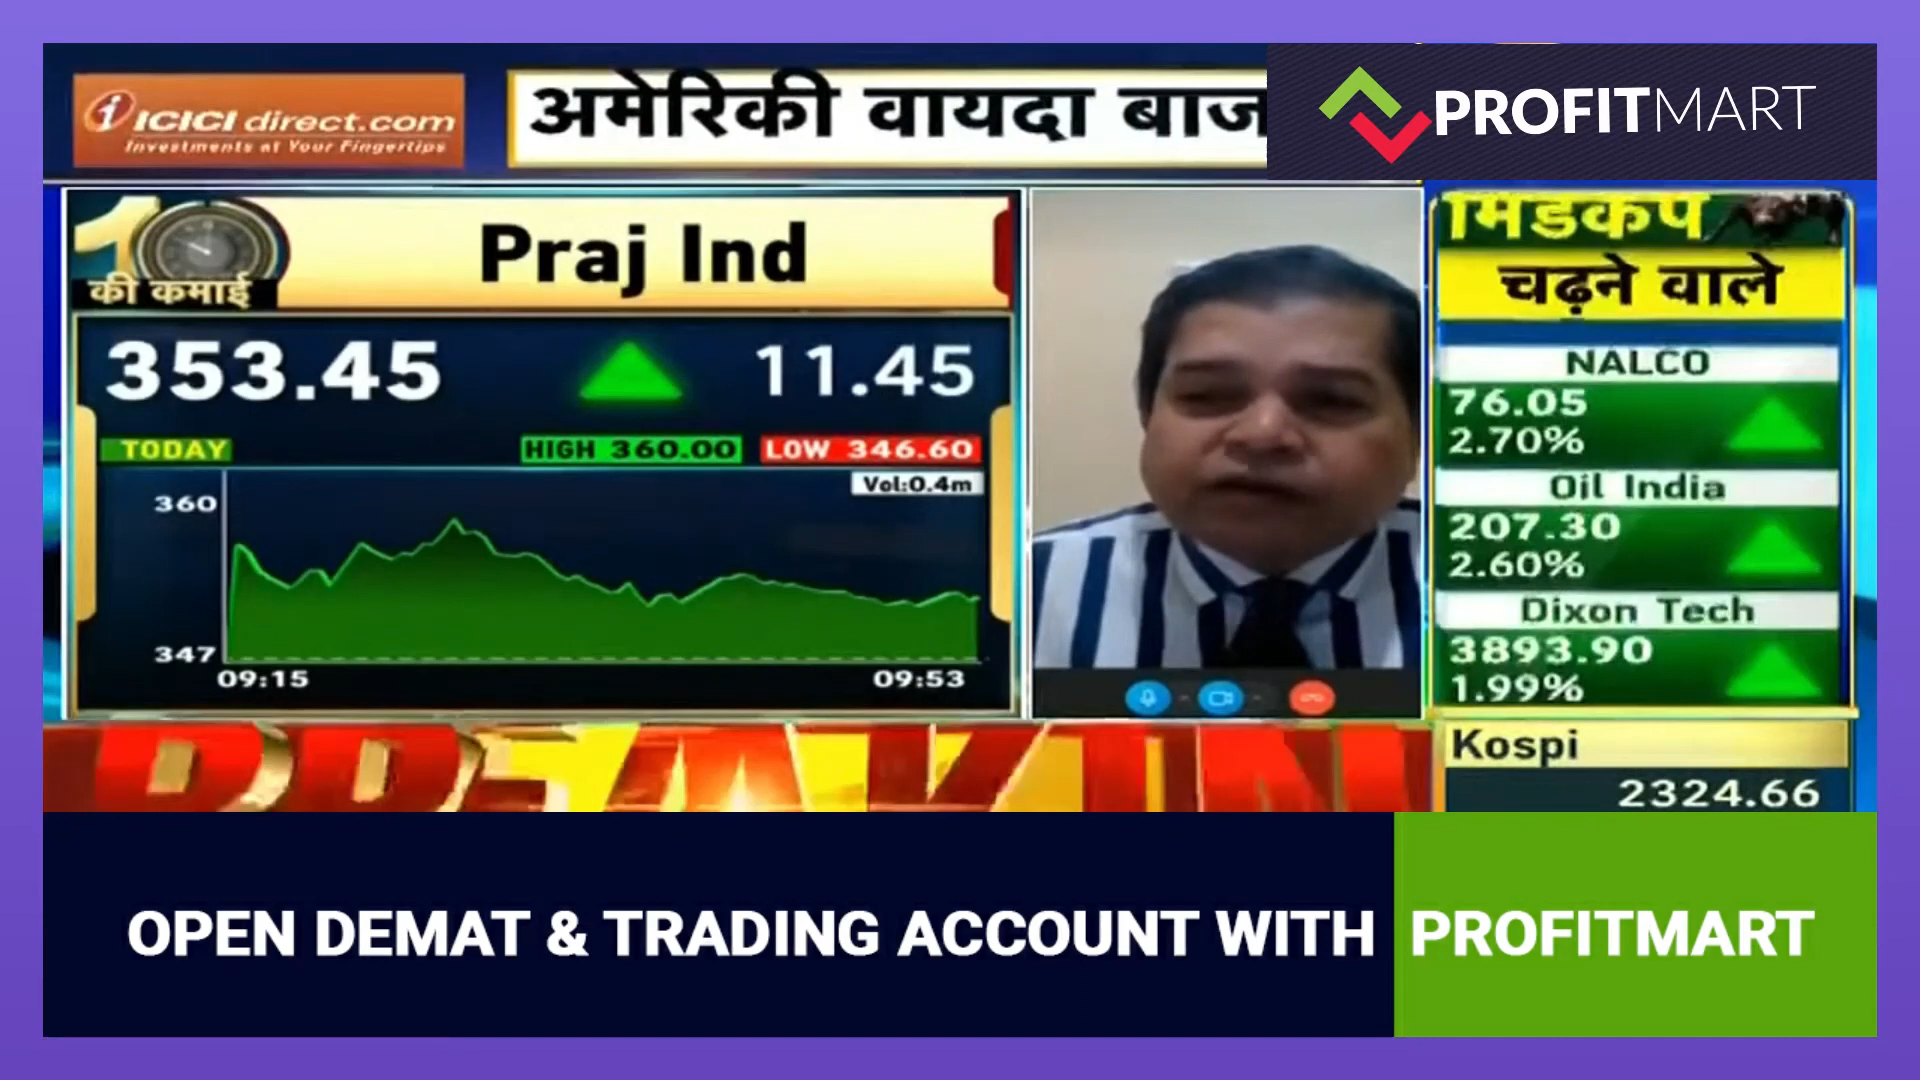 ICICI direct.com
Investments at Your Fingertips
अमेरिकी वायदा बाज
PROFITMART
10
की कमाई
Praj Ind
353.45 11.45
TODAY HIGH 360.00 LOW 346.60
Vol:0.4m
360
347
09:15 09:53
मिडकैप
चढ़ने वाले
NALCO
76.05
2.70%
Oil India
207.30
2.60%
Dixon Tech
3893.90
1.99%
Kospi
2324.66
BREAKIN
OPEN DEMAT & TRADING ACCOUNT WITH PROFITMART